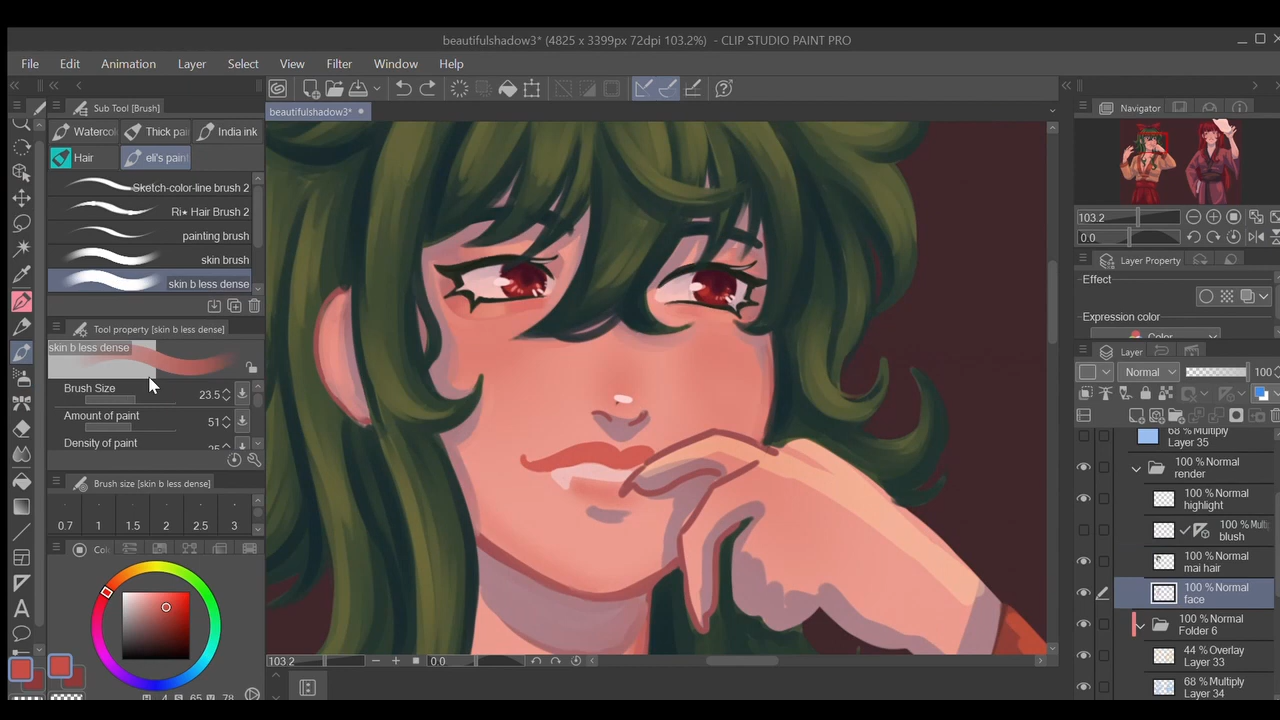 beautifulshadow3* (4825 x 3399px 72dpi 103.2%) - CLIP STUDIO PAINT PRO
File Edit Animation Layer Select View Filter Window Help
Sub Tool [Brush]
beautifulshadow3*
Navigator
Watercol
Thick pai
India ink
Hair
eli's paint
Sketch-color-line brush 2
Ri★ Hair Brush 2
painting brush
skin brush
skin b less dense
Tool property [skin b less dense]
skin b less dense
Brush Size 23.5
Amount of paint 51
Density of paint
Brush size [skin b less dense]
0.7 1 1.5 2 2.5 3
Col
103.2
0.0
103.2
0.0
Layer Property
Effect
Expression color
Color
Layer
Normal 100
68 % Multiply
Layer 35
100 % Normal
render
100 % Normal
highlight
100 % Multi
blush
100 % Normal
mai hair
100 % Normal
face
100 % Normal
Folder 6
44 % Overlay
Layer 33
68 % Multiply
Layer 34